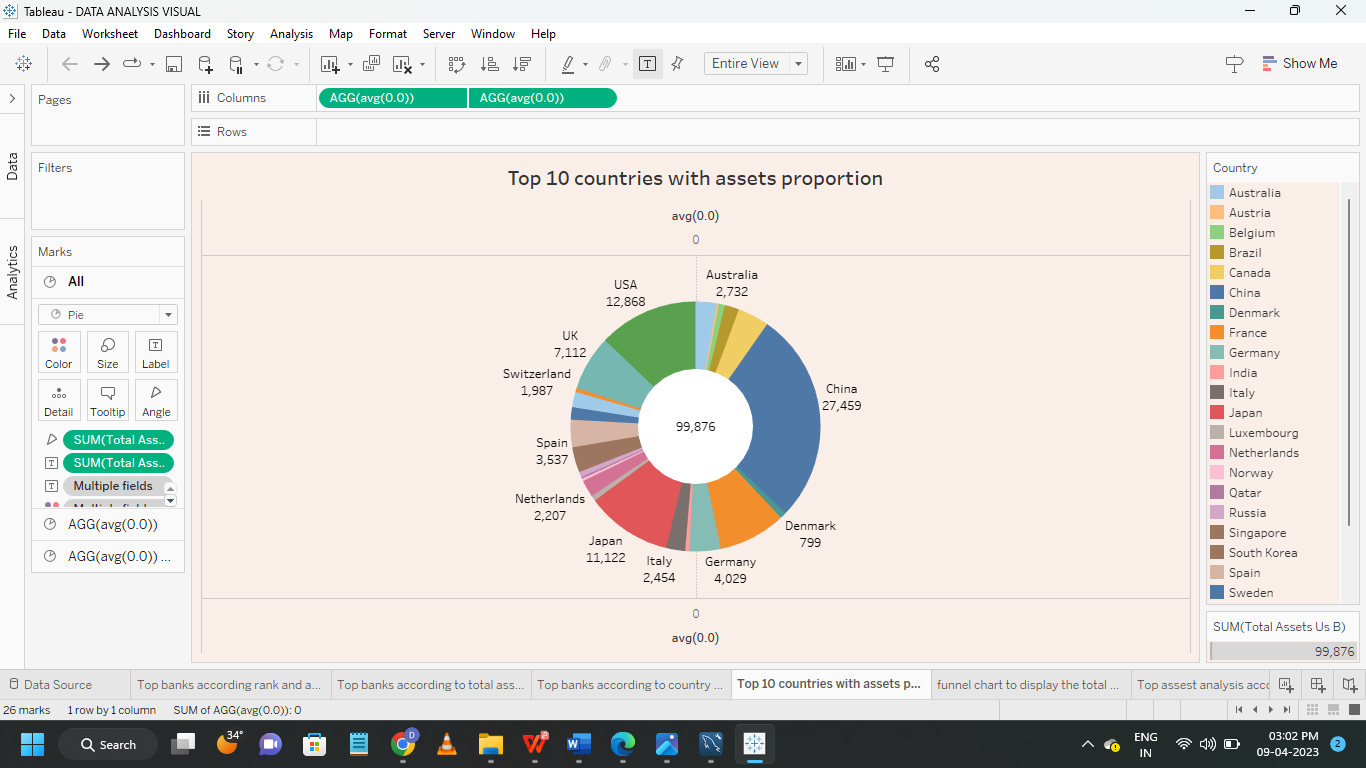 Tableau - DATA ANALYSIS VISUAL
File Data Worksheet Dashboard Story Analysis Map Format Server Window Help
Entire View
Show Me
Pages
Columns
AGG(avg(0.0))
AGG(avg(0.0))
Rows
Data
Analytics
Filters
Marks
All
Pie
Color Size Label
Detail Tooltip Angle
SUM(Total Ass..
SUM(Total Ass..
Multiple fields
AGG(avg(0.0))
AGG(avg(0.0)) ...
Top 10 countries with assets proportion
avg(0.0)
0
Australia
2,732
USA
12,868
UK
7,112
Switzerland
1,987
China
27,459
99,876
Spain
3,537
Netherlands
2,207
Denmark
799
Japan
11,122
Italy
2,454
Germany
4,029
0
avg(0.0)
Country
Australia
Austria
Belgium
Brazil
Canada
China
Denmark
France
Germany
India
Italy
Japan
Luxembourg
Netherlands
Norway
Qatar
Russia
Singapore
South Korea
Spain
Sweden
SUM(Total Assets Us B)
99,876
Data Source
Top banks according rank and a...
Top banks according to total ass...
Top banks according to country ...
Top 10 countries with assets p...
funnel chart to display the total ...
Top assest analysis acc
26 marks 1 row by 1 column SUM of AGG(avg(0.0)): 0
34°
Search
D
2
ENG
IN
03:02 PM
09-04-2023
2